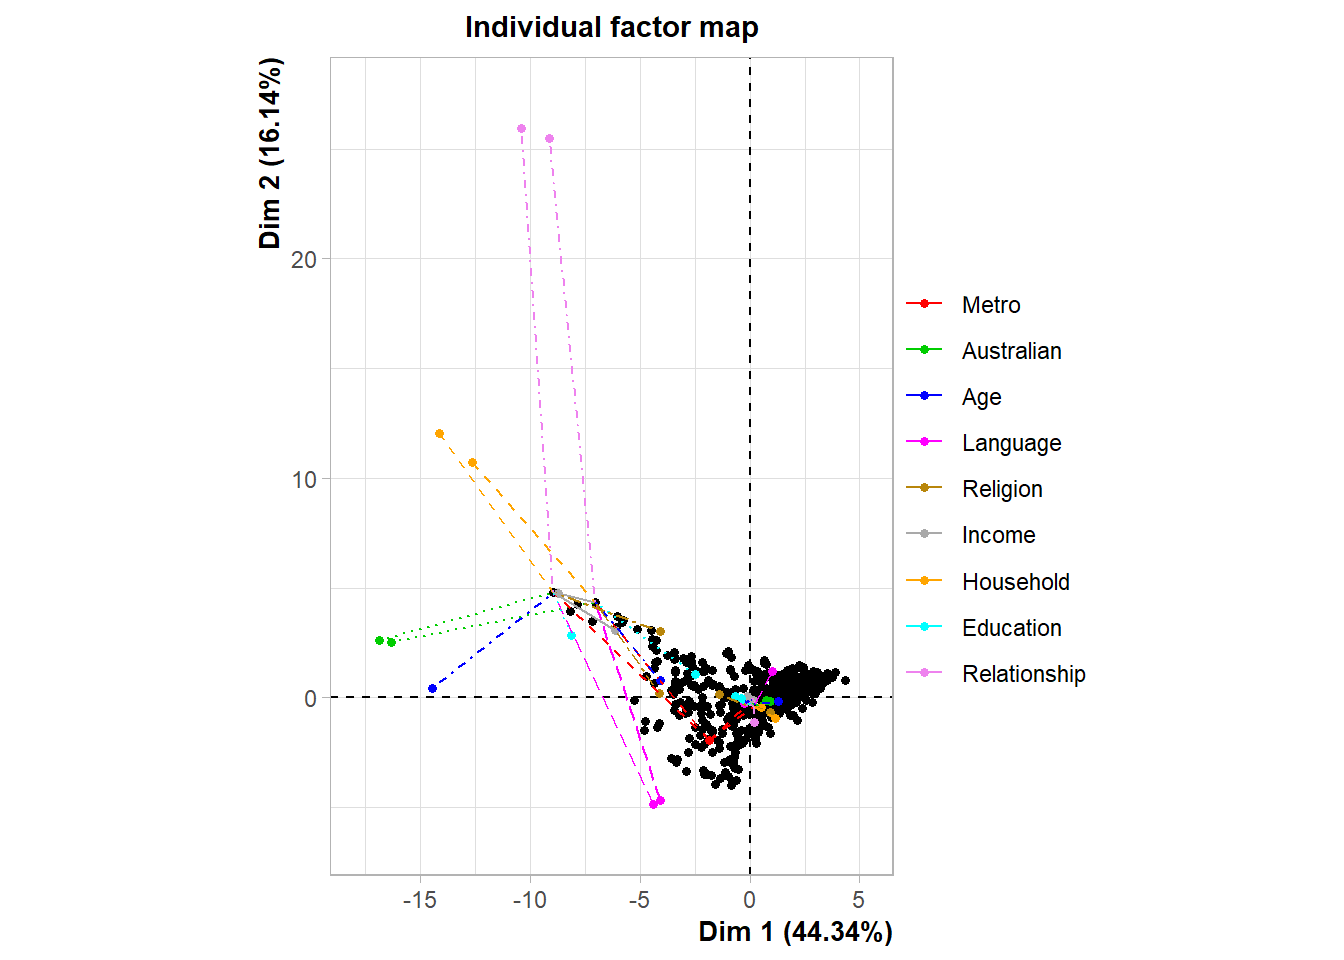 Individual factor map
Dim 2 (16.14%)
20
10
0
-15
-10
-5
0
5
Dim 1 (44.34%)
Metro
Australian
Age
Language
Religion
Income
Household
Education
Relationship